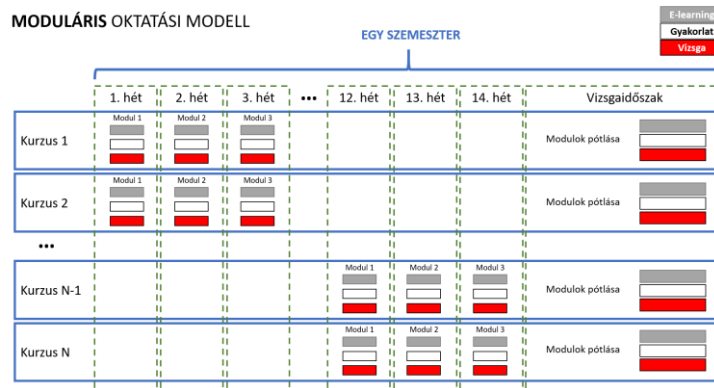 MODULÁRIS OKTATÁSI MODELL
E-learning
Gyakorlat
Vizsga
EGY SZEMESZTER
1. hét 2. hét 3. hét ••• 12. hét 13. hét 14. hét Vizsgaidőszak
Modul 1 Modul 2 Modul 3
Kurzus 1 Modulok pótlása
Modul 1 Modul 2 Modul 3
Kurzus 2 Modulok pótlása
•••
Modul 1 Modul 2 Modul 3
Kurzus N-1 Modulok pótlása
Modul 1 Modul 2 Modul 3
Kurzus N Modulok pótlása